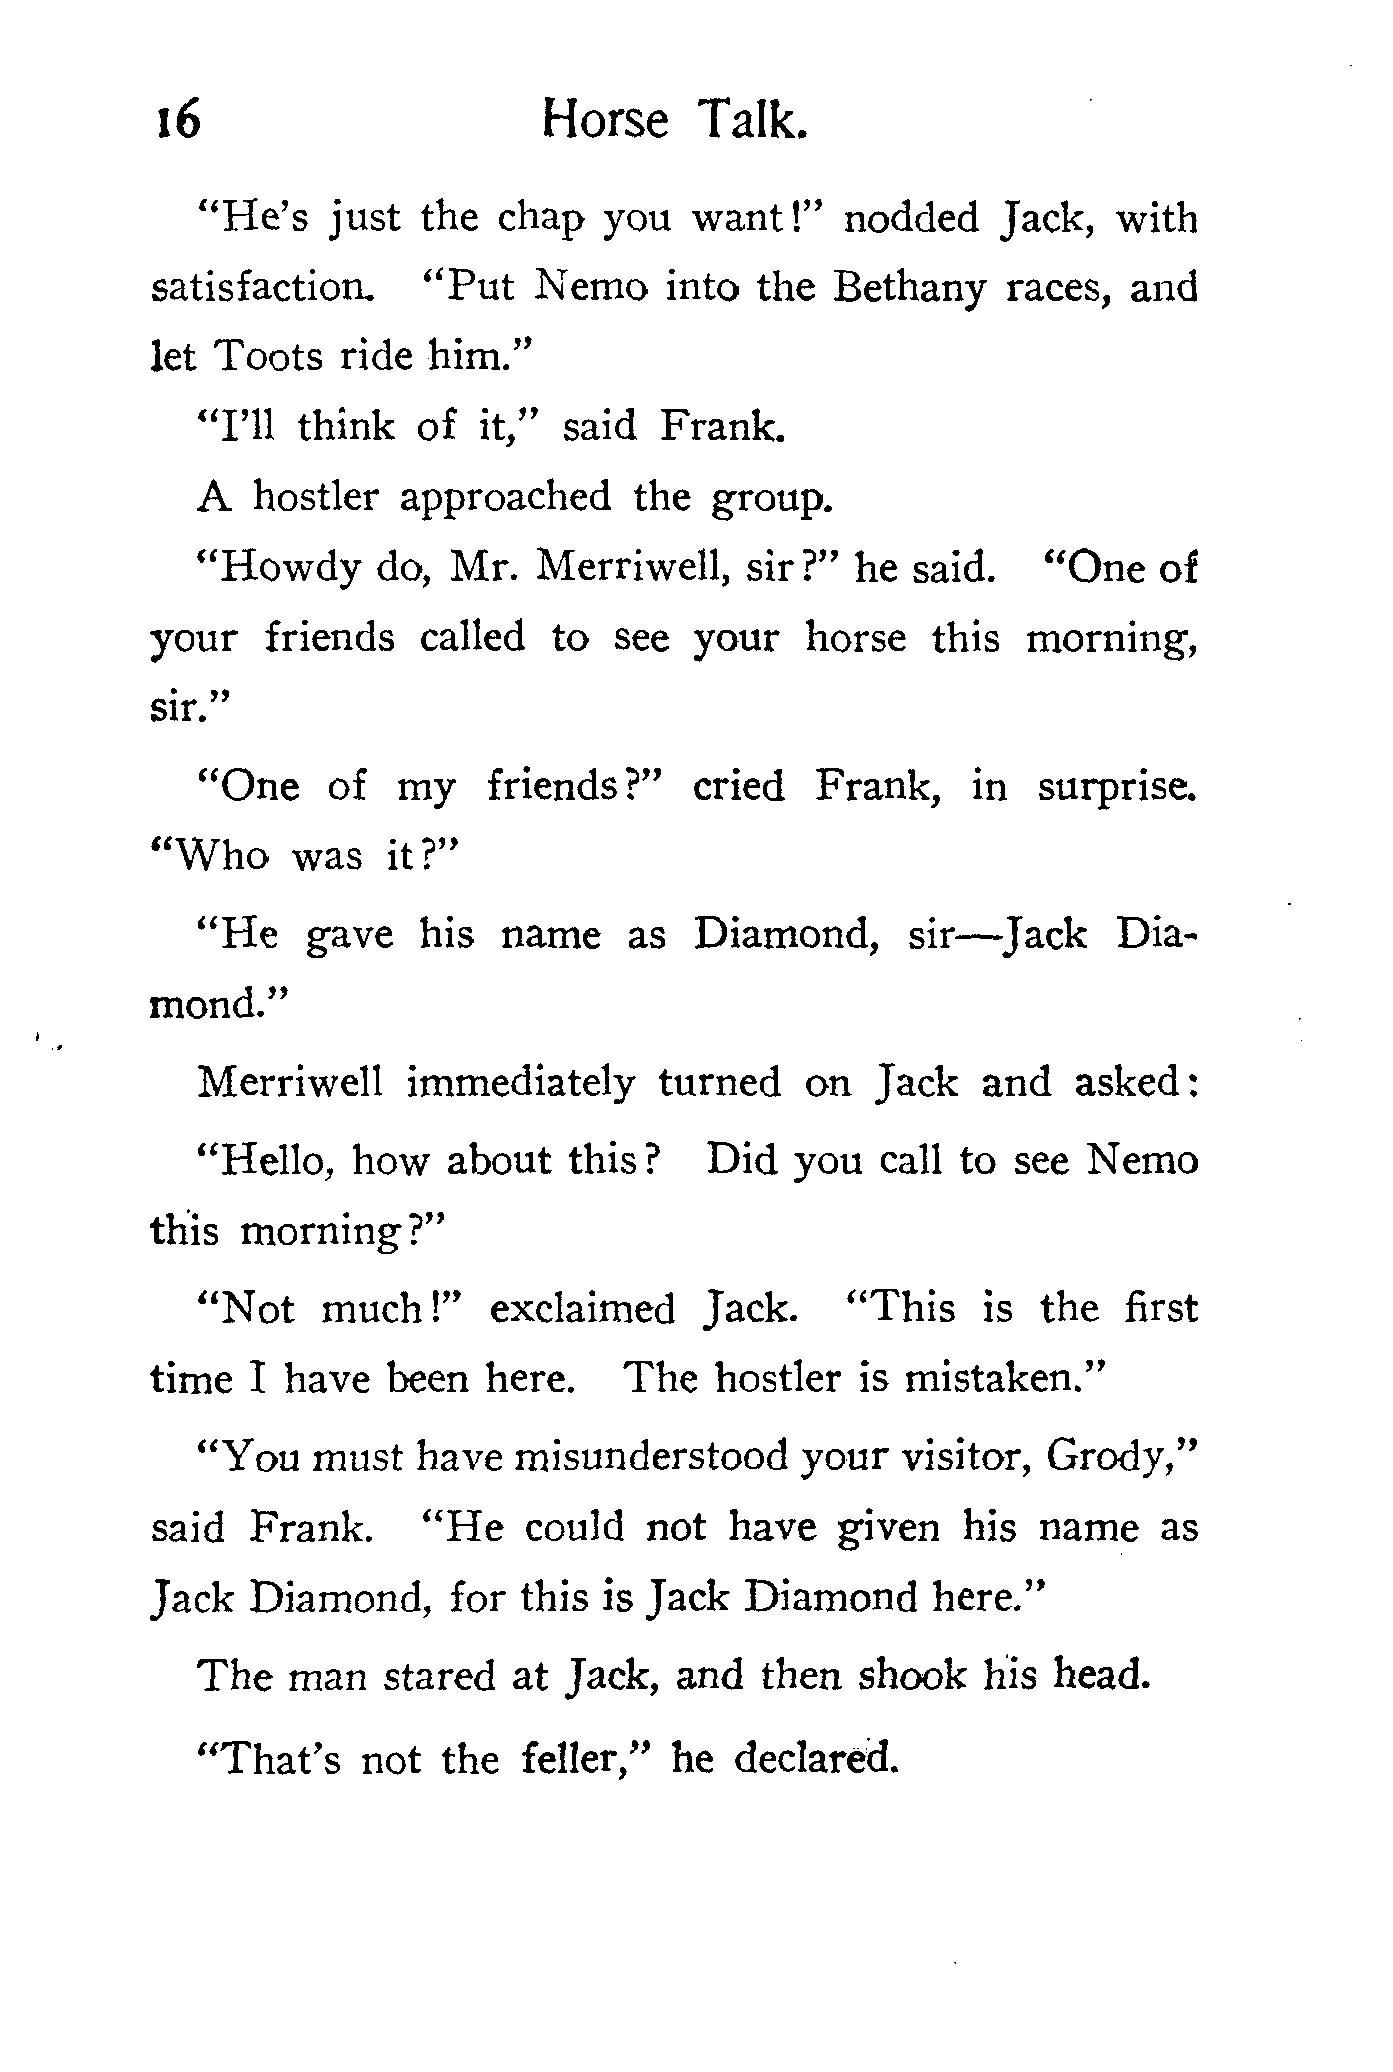 16 Horse Talk.
“He’s just the chap you want!” nodded Jack, with
satisfaction. “Put Nemo into the Bethany races, and
let Toots ride him.”
“I’ll think of it,” said Frank.
A hostler approached the group.
“Howdy do, Mr. Merriwell, sir?” he said. “One of
your friends called to see your horse this morning,
sir.”
“One of my friends?” cried Frank, in surprise.
“Who was it?”
“He gave his name as Diamond, sir—Jack Dia-
mond.”
Merriwell immediately turned on Jack and asked:
“Hello, how about this? Did you call to see Nemo
this morning?”
“Not much!” exclaimed Jack. “This is the first
time I have been here. The hostler is mistaken.”
“You must have misunderstood your visitor, Grody,”
said Frank. “He could not have given his name as
Jack Diamond, for this is Jack Diamond here.”
The man stared at Jack, and then shook his head.
“That’s not the feller,” he declared.